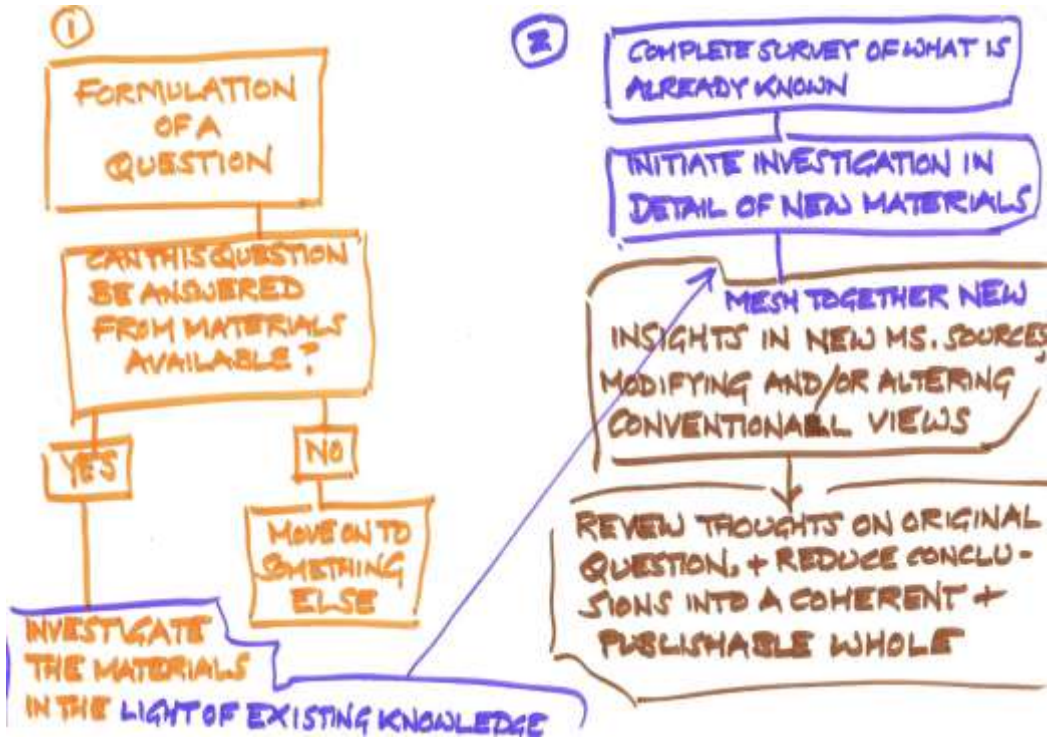 1
FORMULATION
OF A
QUESTION
CAN THIS QUESTION
BE ANSWERED
FROM MATERIALS
AVAILABLE?
YES
NO
MOVE ON TO
SOMETHING
ELSE
INVESTIGATE
THE MATERIALS
IN THE LIGHT OF EXISTING KNOWLEDGE
2
COMPLETE SURVEY OF WHAT IS
ALREADY KNOWN
INITIATE INVESTIGATION IN
DETAIL OF NEW MATERIALS
MESH TOGETHER NEW
INSIGHTS IN NEW MS. SOURCES,
MODIFYING AND/OR ALTERING
CONVENTIONALL VIEWS
REVEW THOUGHTS ON ORIGINAL
QUESTION, + REDUCE CONCLU-
SIONS INTO A COHERENT +
PUBLISHABLE WHOLE